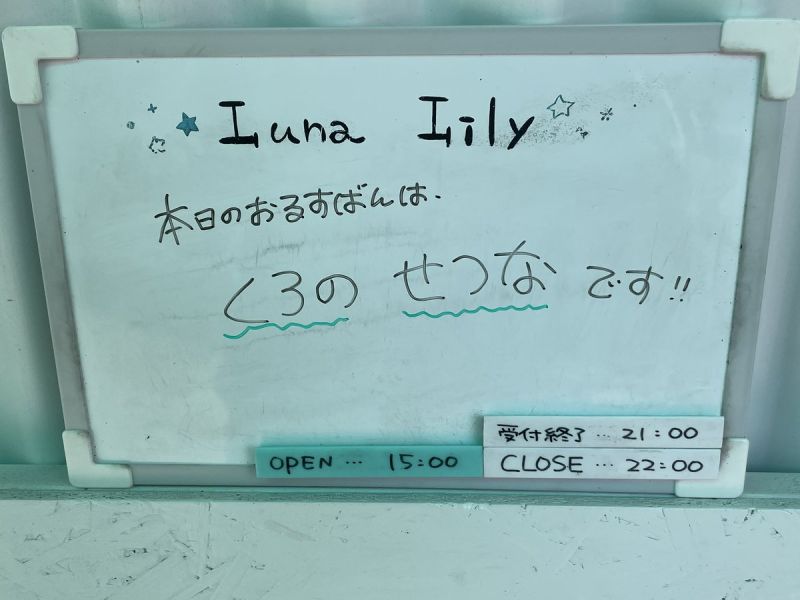 Luna Lily
本日のおるすばんは、
くろの せつな です!!
受付終了… 21:00
OPEN… 15:00
CLOSE… 22:00